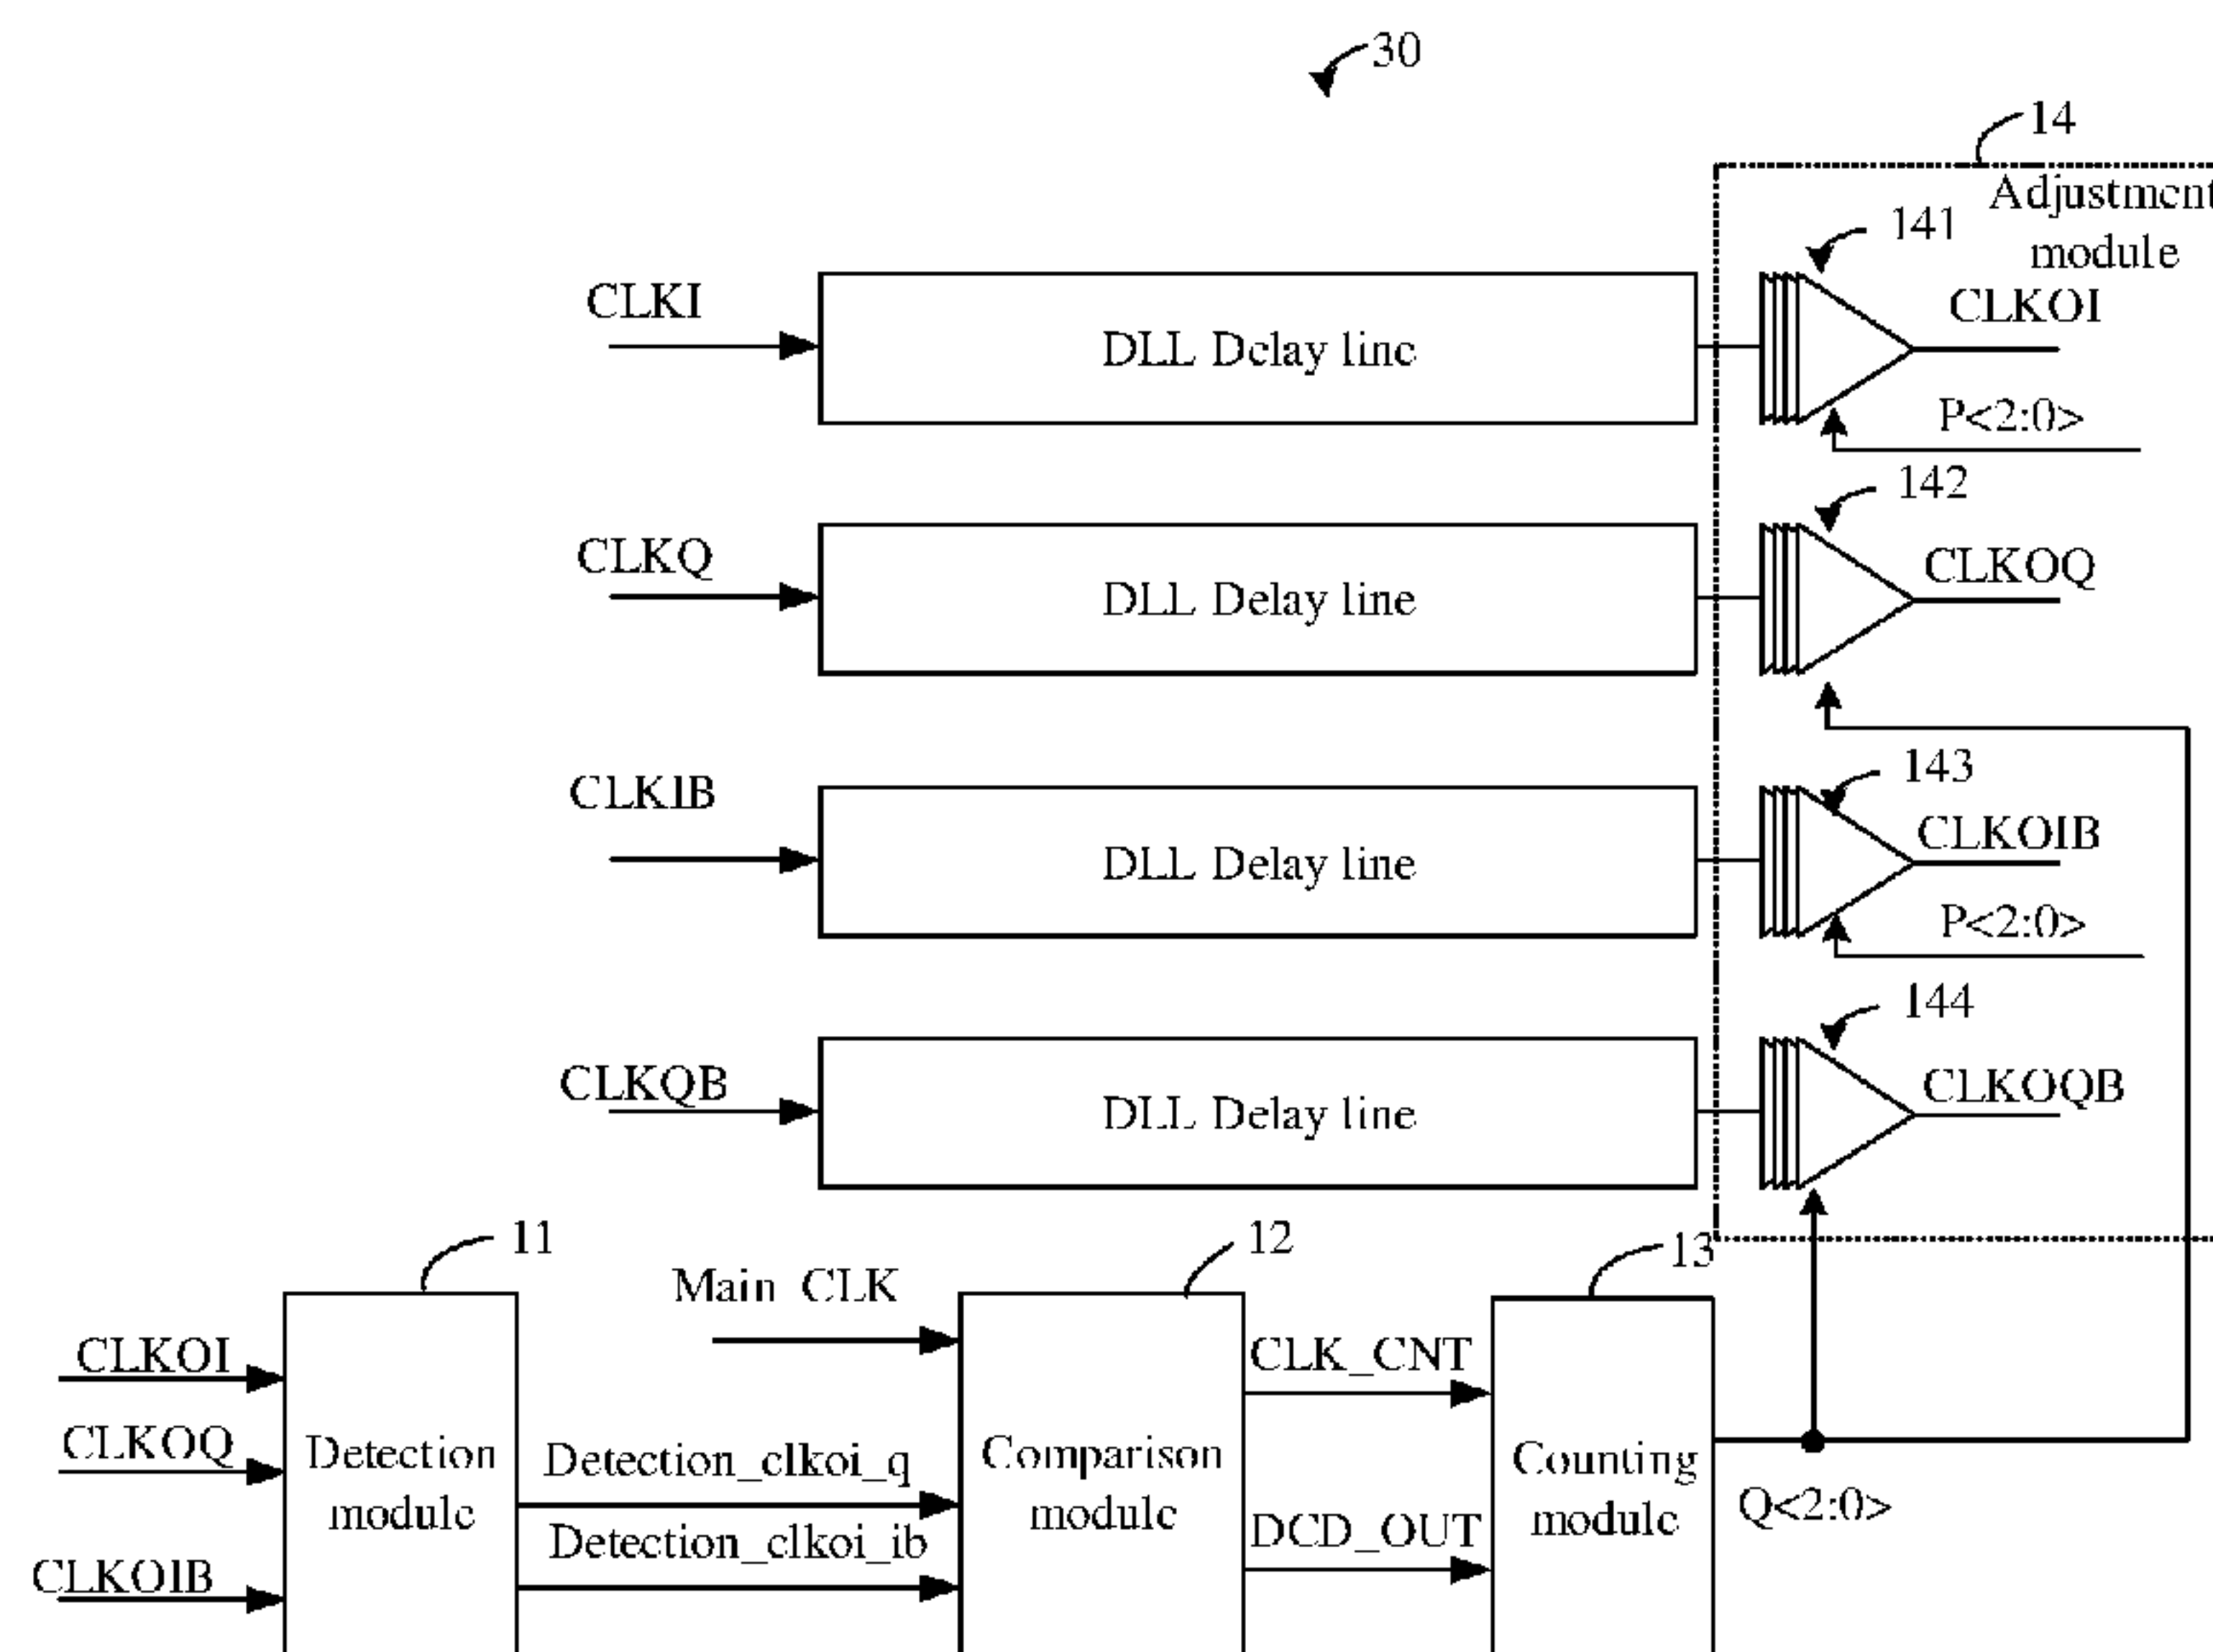 30
14
Adjustment
module
141
CLKI
DLL Delay line
CLKOI
P<2:0>
142
CLKQ
DLL Delay line
CLKOQ
143
CLKIB
DLL Delay line
CLKOIB
P<2:0>
144
CLKQB
DLL Delay line
CLKOQB
11
12
13
Main CLK
CLKOI
CLK_CNT
CLKOQ
Detection
module
Detection_clkoi_q
Comparison
module
Counting
module
Q<2:0>
Detection_clkoi_ib
DCD_OUT
CLKOIB